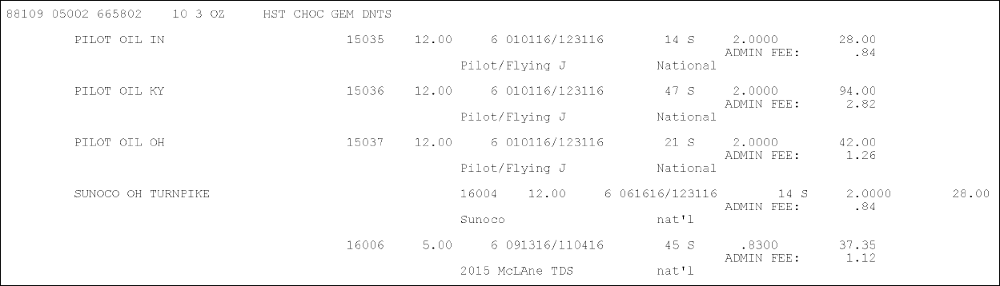 88109 05002 665802 10 3 OZ HST CHOC GEM DNTS
PILOT OIL IN 15035 12.00 6 010116/123116 14 S 2.0000 28.00
ADMIN FEE: .84
Pilot/Flying J National
PILOT OIL KY 15036 12.00 6 010116/123116 47 S 2.0000 94.00
ADMIN FEE: 2.82
Pilot/Flying J National
PILOT OIL OH 15037 12.00 6 010116/123116 21 S 2.0000 42.00
ADMIN FEE: 1.26
Pilot/Flying J National
SUNOCO OH TURNPIKE 16004 12.00 6 061616/123116 14 S 2.0000 28.00
ADMIN FEE: .84
Sunoco nat'l
16006 5.00 6 091316/110416 45 S .8300 37.35
ADMIN FEE: 1.12
2015 McLAne TDS nat'l